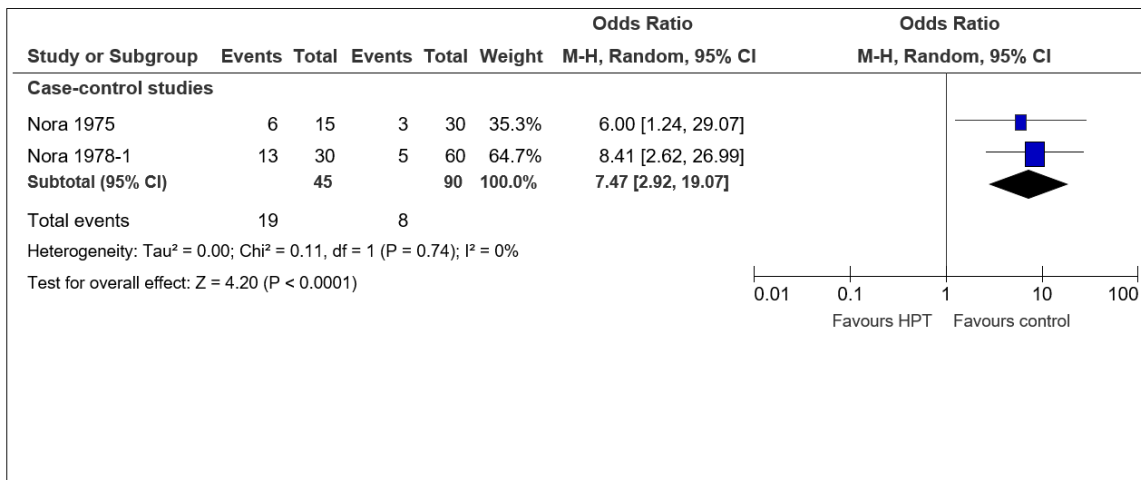 Odds Ratio Odds Ratio
Study or Subgroup Events Total Events Total Weight M-H, Random, 95% CI M-H, Random, 95% CI
Case-control studies
Nora 1975 6 15 3 30 35.3% 6.00 [1.24, 29.07]
Nora 1978-1 13 30 5 60 64.7% 8.41 [2.62, 26.99]
Subtotal (95% CI) 45 90 100.0% 7.47 [2.92, 19.07]
Total events 19 8
Heterogeneity: Tau² = 0.00; Chi² = 0.11, df = 1 (P = 0.74); I² = 0%
Test for overall effect: Z = 4.20 (P < 0.0001)
0.01 0.1 1 10 100
Favours HPT Favours control